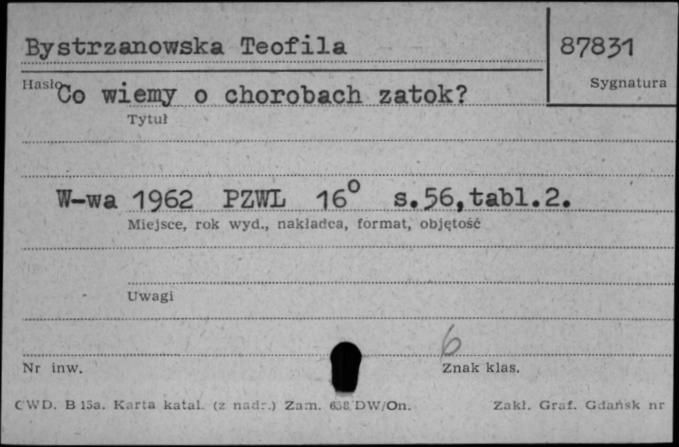 Bystrzanowska Teofila 87831
Hasło Sygnatura
Co wiemy o chorobach zatok?
Tytuł
W-wa 1962 PZWL 16° s.56,tabl.2.
Miejsce, rok wyd., nakładca, format, objętość
Uwagi
6
Nr inw. Znak klas.
CWD. B 15a. Karta katal. (z nadr.) Zam. DW/On. Zakł. Graf. Gdańsk nr